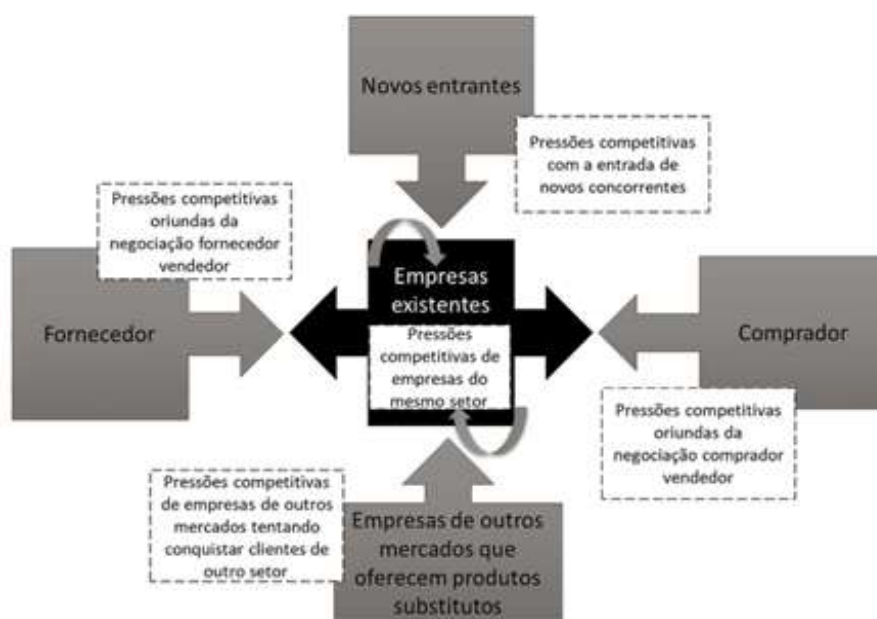 Novos entrantes
Pressões competitivas
com a entrada de
novos concorrentes
Pressões competitivas
oriundas da
negociação fornecedor
vendedor
Fornecedor
Empresas
existentes
Pressões
competitivas de
empresas do
mesmo setor
Comprador
Pressões competitivas
oriundas da
negociação comprador
vendedor
Pressões competitivas
de empresas de outros
mercados tentando
conquistar clientes de
outro setor
Empresas de outros
mercados que
oferecem produtos
substitutos